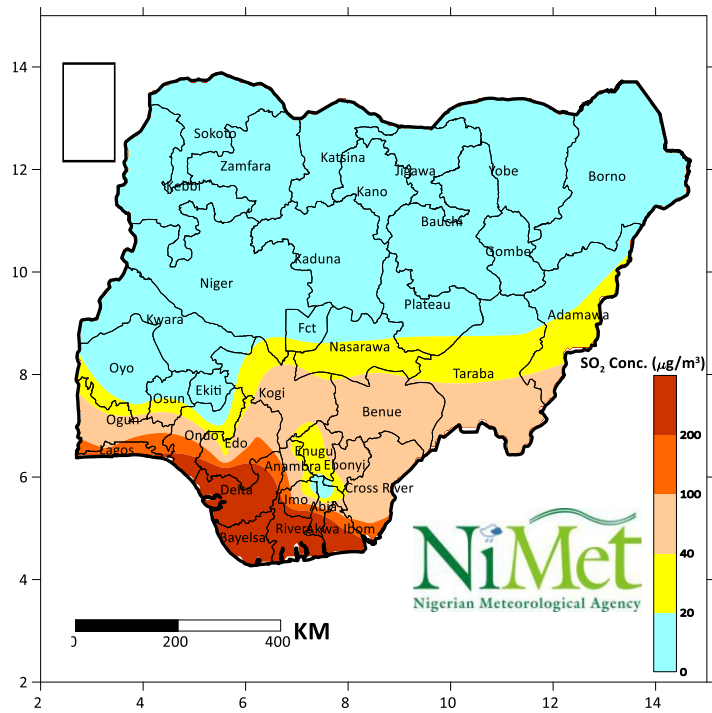 14
Sokoto
Katsina
Zamfara
Jigawa
Yobe
12
Borno
Kebbi
Kano
Bauchi
Gombe
Kaduna
10
Niger
Plateau
Adamawa
Kwara
Fct
Nasarawa
SO2 Conc. (μg/m³)
8
Oyo
Taraba
Ekiti
Kogi
Osun
Benue
Ogun
200
Ondo
Edo
Lagos
Enugu
Anambra
Ebonyi
6
Delta
Cross River
100
Limo
Abia
Rivers
Akwa Ibom
Bayelsa
40
NiMet
Nigerian Meteorological Agency
4
20
KM
0
200
400
0
2
2
4
6
8
10
12
14